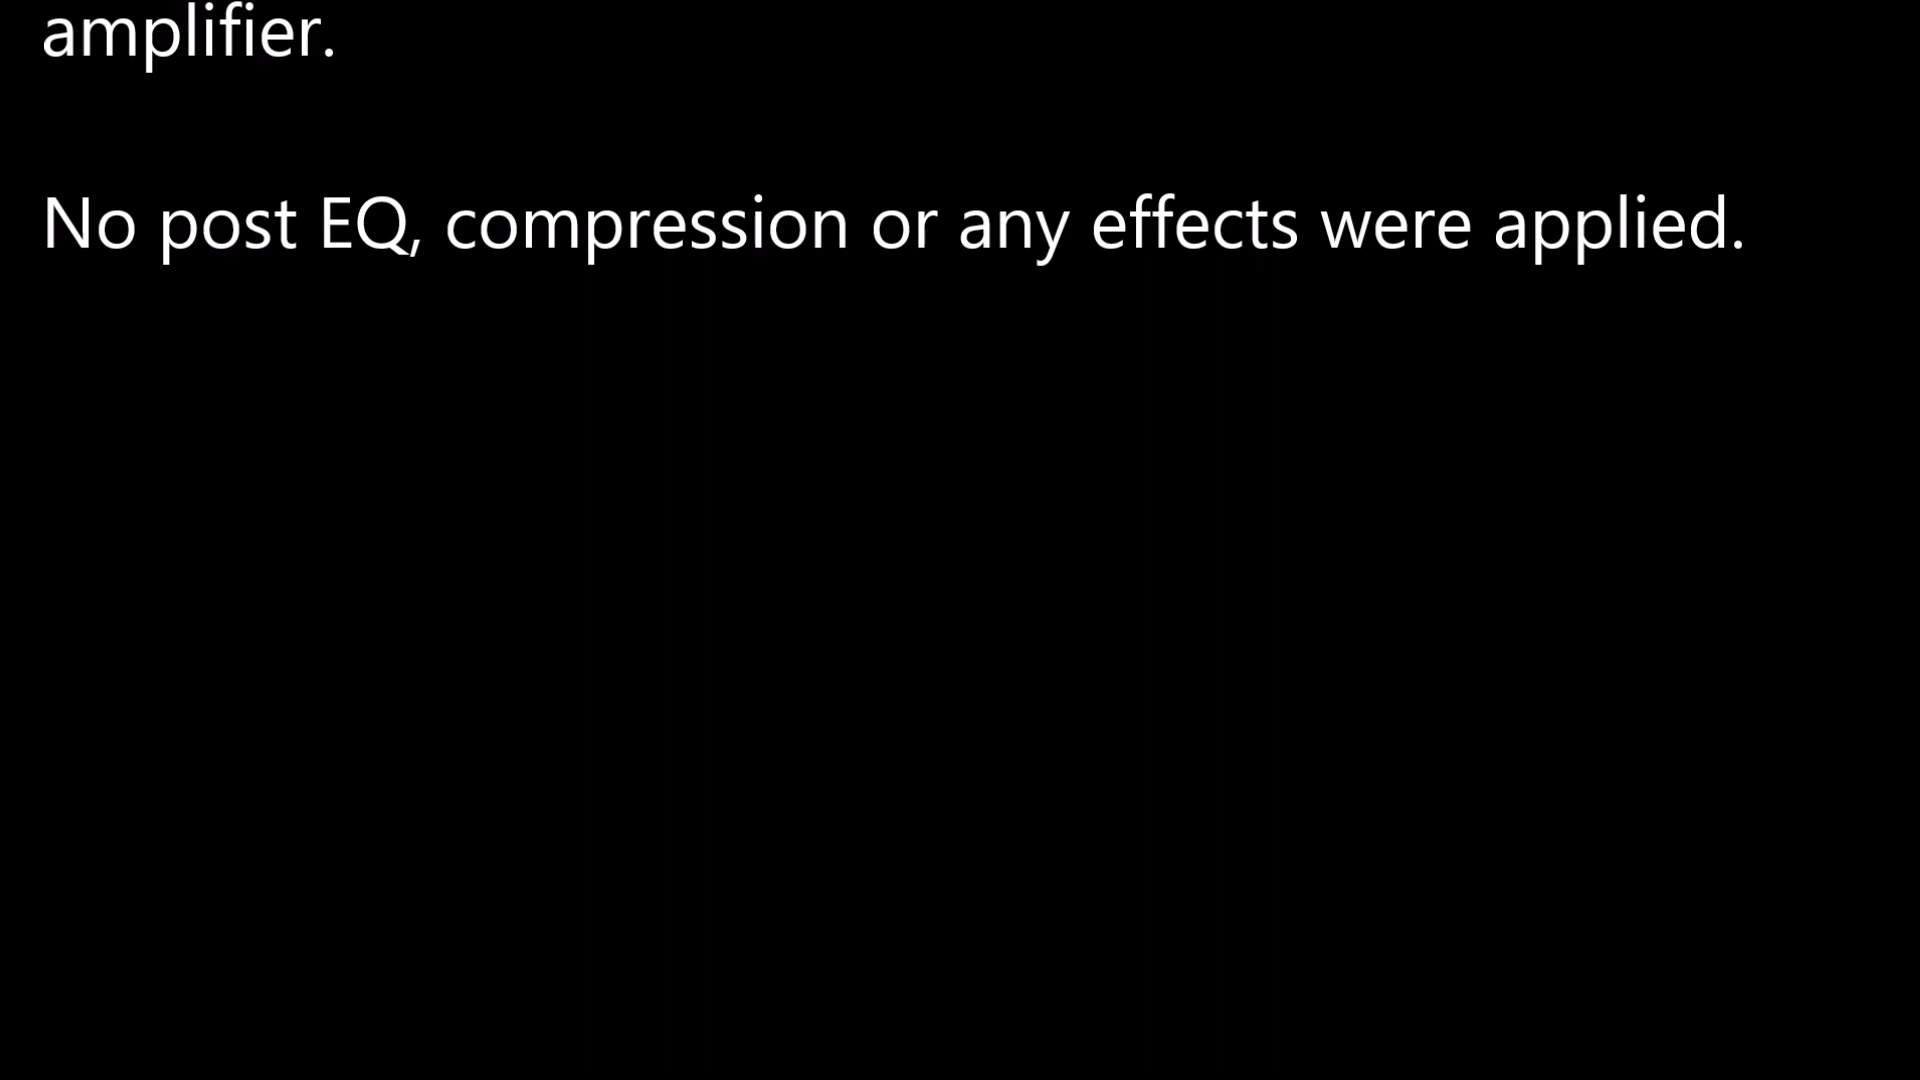 amplifier.
No post EQ, compression or any effects were applied.